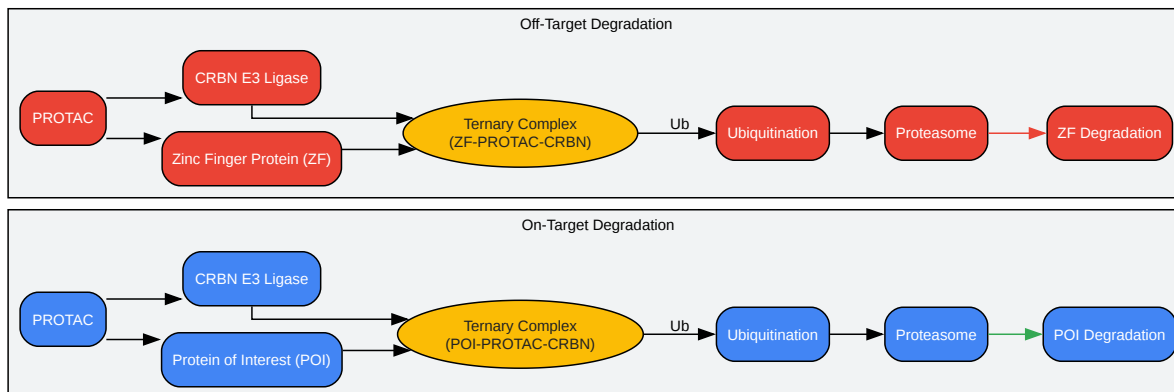 Off-Target Degradation
CRBN E3 Ligase
PROTAC
Zinc Finger Protein (ZF)
Ternary Complex
(ZF-PROTAC-CRBN)
Ub
Ubiquitination
Proteasome
ZF Degradation
On-Target Degradation
CRBN E3 Ligase
PROTAC
Protein of Interest (POI)
Ternary Complex
(POI-PROTAC-CRBN)
Ub
Ubiquitination
Proteasome
POI Degradation